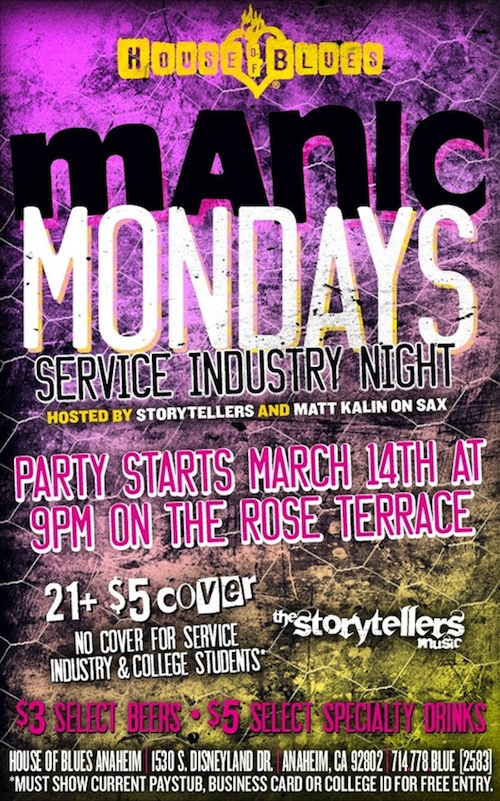 HOUSE OF BLUES
MANIC
MONDAYS
SERVICE INDUSTRY NIGHT
HOSTED BY STORYTELLERS AND MATT KALIN ON SAX
PARTY STARTS MARCH 14TH AT
9PM ON THE ROSE TERRACE
21+ $5 cover
NO COVER FOR SERVICE
INDUSTRY & COLLEGE STUDENTS*
the storytellers
music
$3 SELECT BEERS • $5 SELECT SPECIALTY DRINKS
HOUSE OF BLUES ANAHEIM | 1530 S. DISNEYLAND DR. | ANAHEIM, CA 92802 | 714.778 BLUE [2583]
*MUST SHOW CURRENT PAYSTUB, BUSINESS CARD OR COLLEGE ID FOR FREE ENTRY.